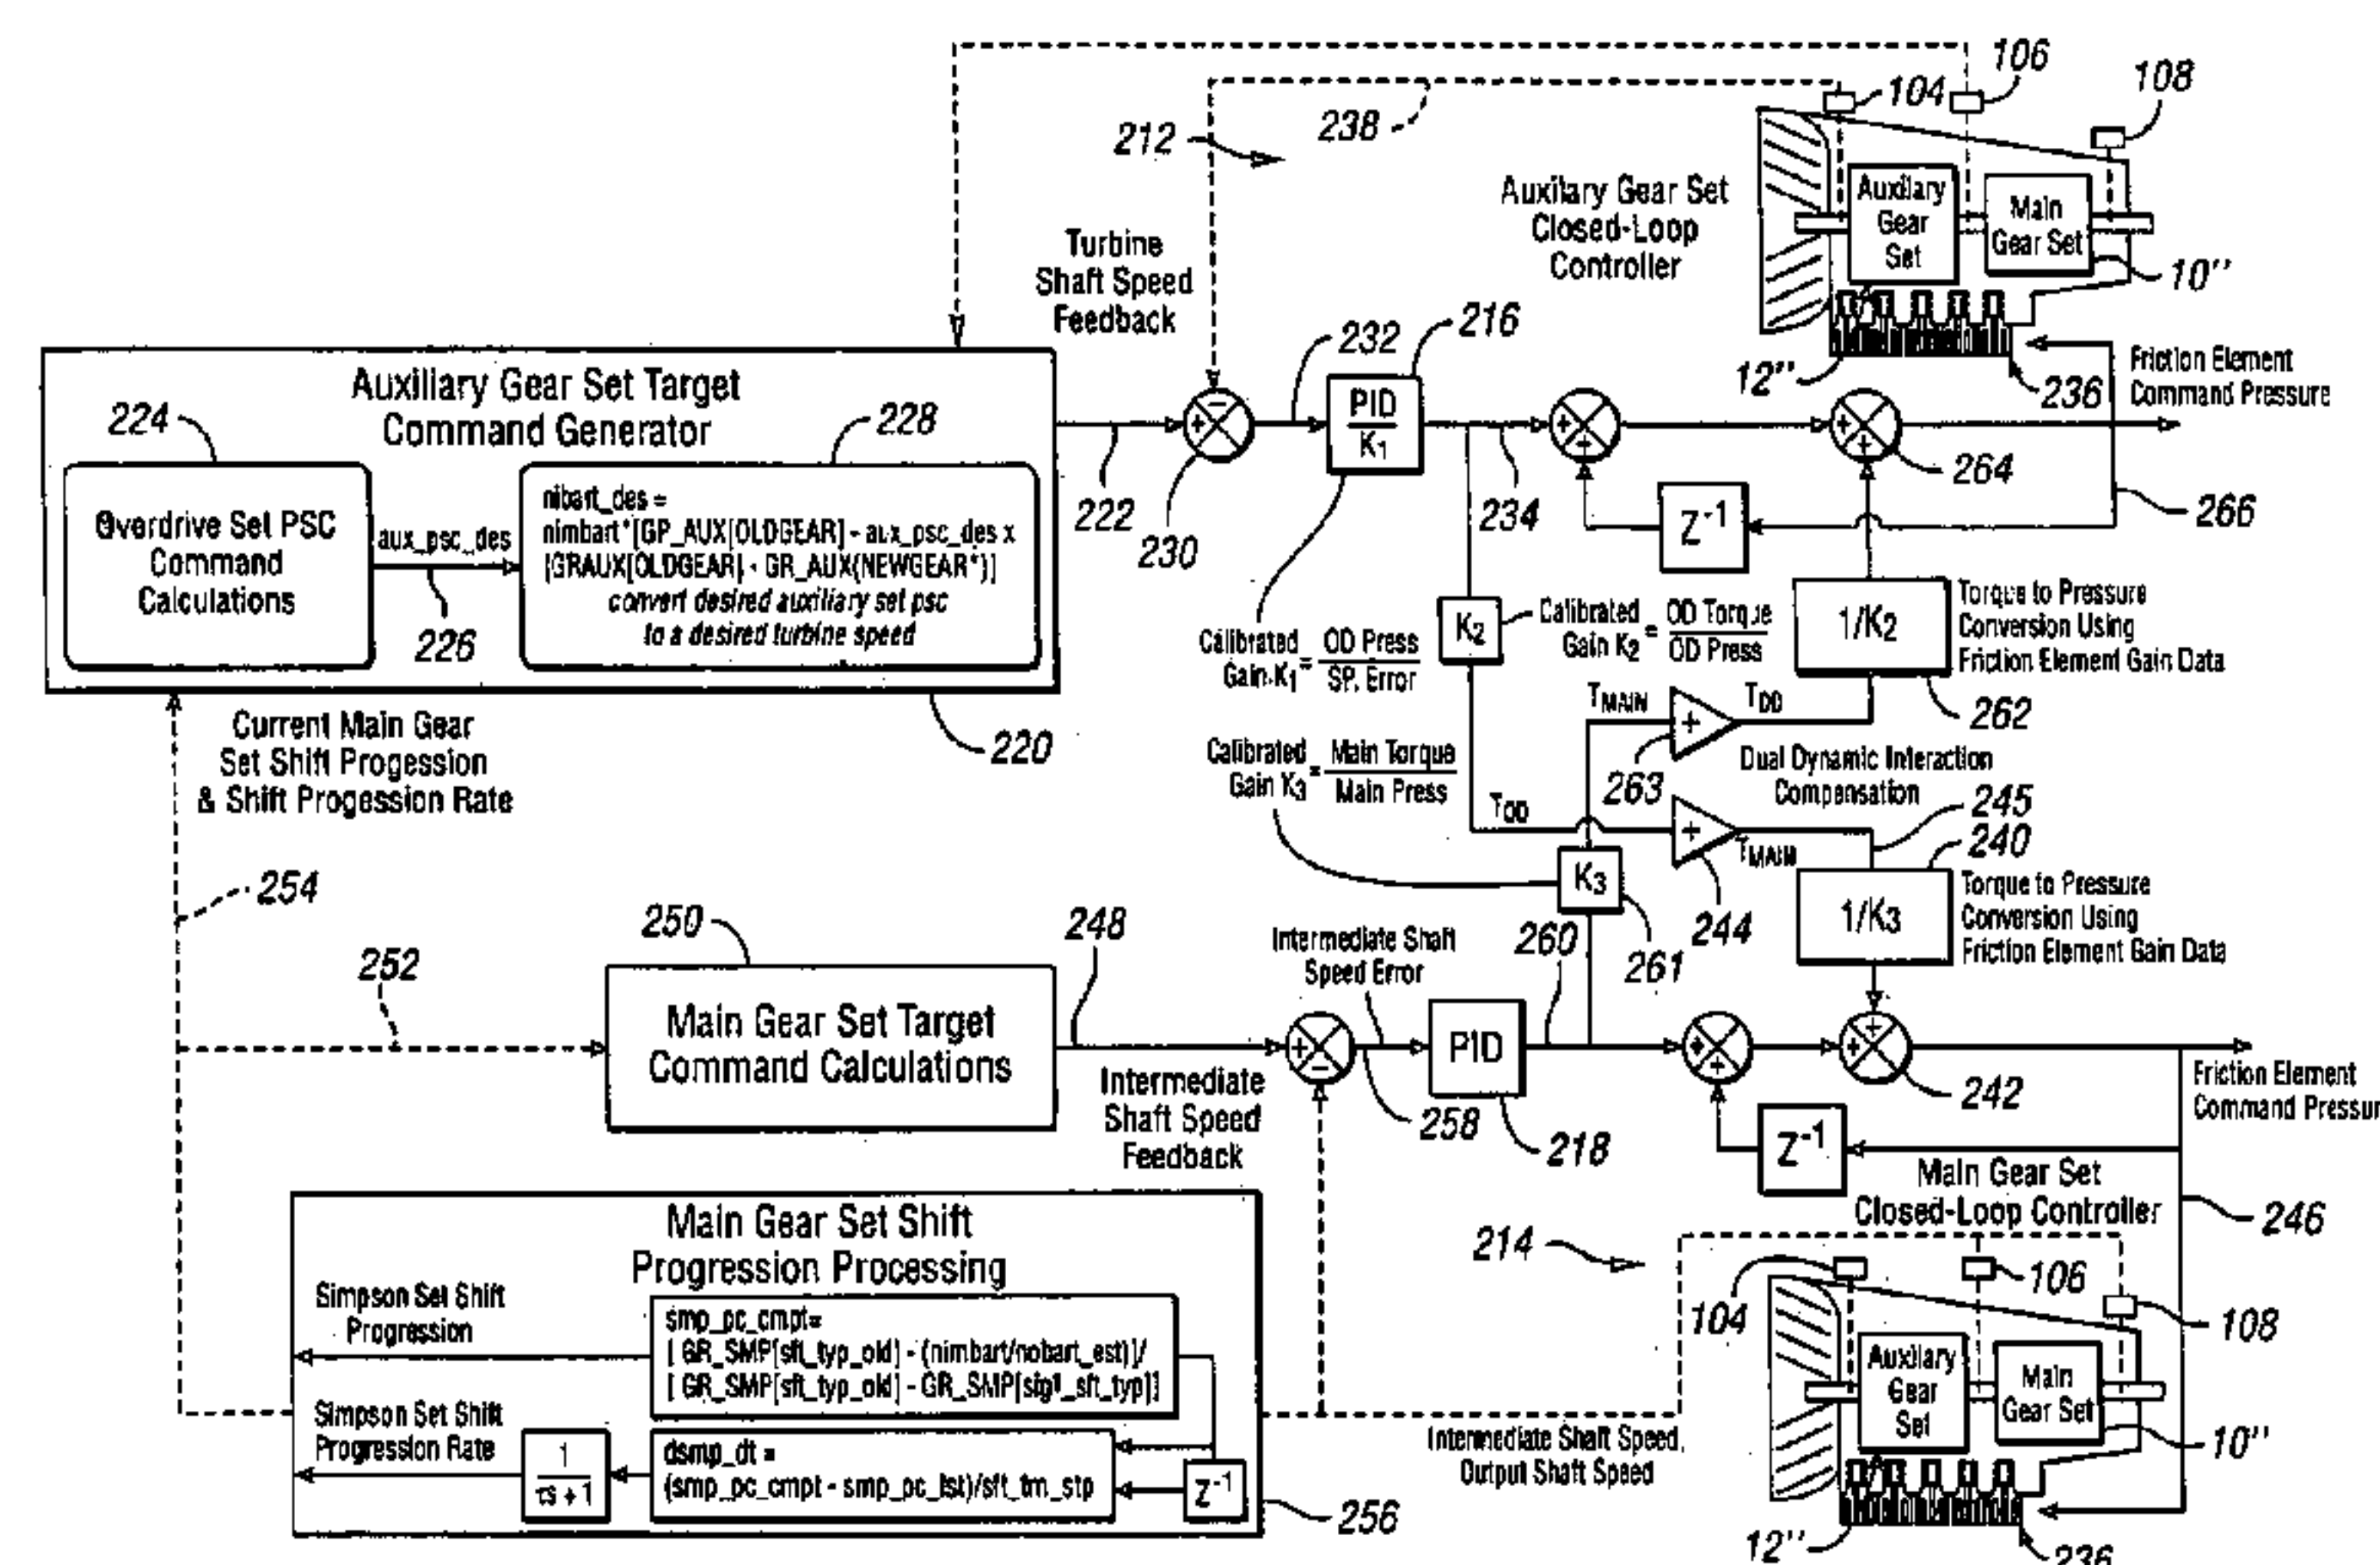 106
104
108
212
238
Auxilary Gear Set
Closed-Loop
Controller
Auxilary
Gear
Set
Main
Gear Set
10''
Turbine
Shaft Speed
Feedback
12''
236
Friction Element
Command Pressure
Auxiliary Gear Set Target
Command Generator
224
228
Overdrive Set PSC
Command
Calculations
aux_psc_des
226
nibart_des =
nimbart*[GP_AUX[OLDGEAR] - aux_psc_des x
[GRAUX[OLDGEAR] - GR_AUX(NEWGEAR*)]
convert desired auxiliary set psc
to a desired turbine speed
220
222
−
+
230
232
216
PID
K1
234
+
+
+
+
264
266
Z-1
Calibrated
Gain K1 = OD Press
SP. Error
K2
Calibrated
Gain K2 = OD Torque
OD Press
1/K2
Torque to Pressure
Conversion Using
Friction Element Gain Data
262
TMAIN
+
TOD
263
Dual Dynamic Interaction
Compensation
Calibrated
Gain K3 = Main Torque
Main Press
TOD
+
TMAIN
244
245
240
K3
261
1/K3
Torque to Pressure
Conversion Using
Friction Element Gain Data
Current Main Gear
Set Shift Progession
& Shift Progession Rate
254
252
250
Main Gear Set Target
Command Calculations
248
Intermediate
Shaft Speed
Feedback
+
−
Intermediate Shaft
Speed Error
258
PID
218
260
+
+
+
+
242
Z-1
Friction Element
Command Pressur
Main Gear Set
Closed-Loop Controller
246
214
Main Gear Set Shift
Progression Processing
Simpson Set Shift
Progression
smp_pc_cmpt=
[ GR_SMP[sft_typ_old] - (nimbart/nobart_est)]/
[ GR_SMP[sft_typ_old] - GR_SMP[sfg1_sft_typ]]
Simpson Set Shift
Progression Rate
1
τs + 1
dsmp_dt =
(smp_pc_cmpt - smp_pc_lst)/sft_tm_stp
Z-1
256
Intermediate Shaft Speed,
Output Shaft Speed
104
106
108
Auxilary
Gear
Set
Main
Gear Set
10''
12''
236